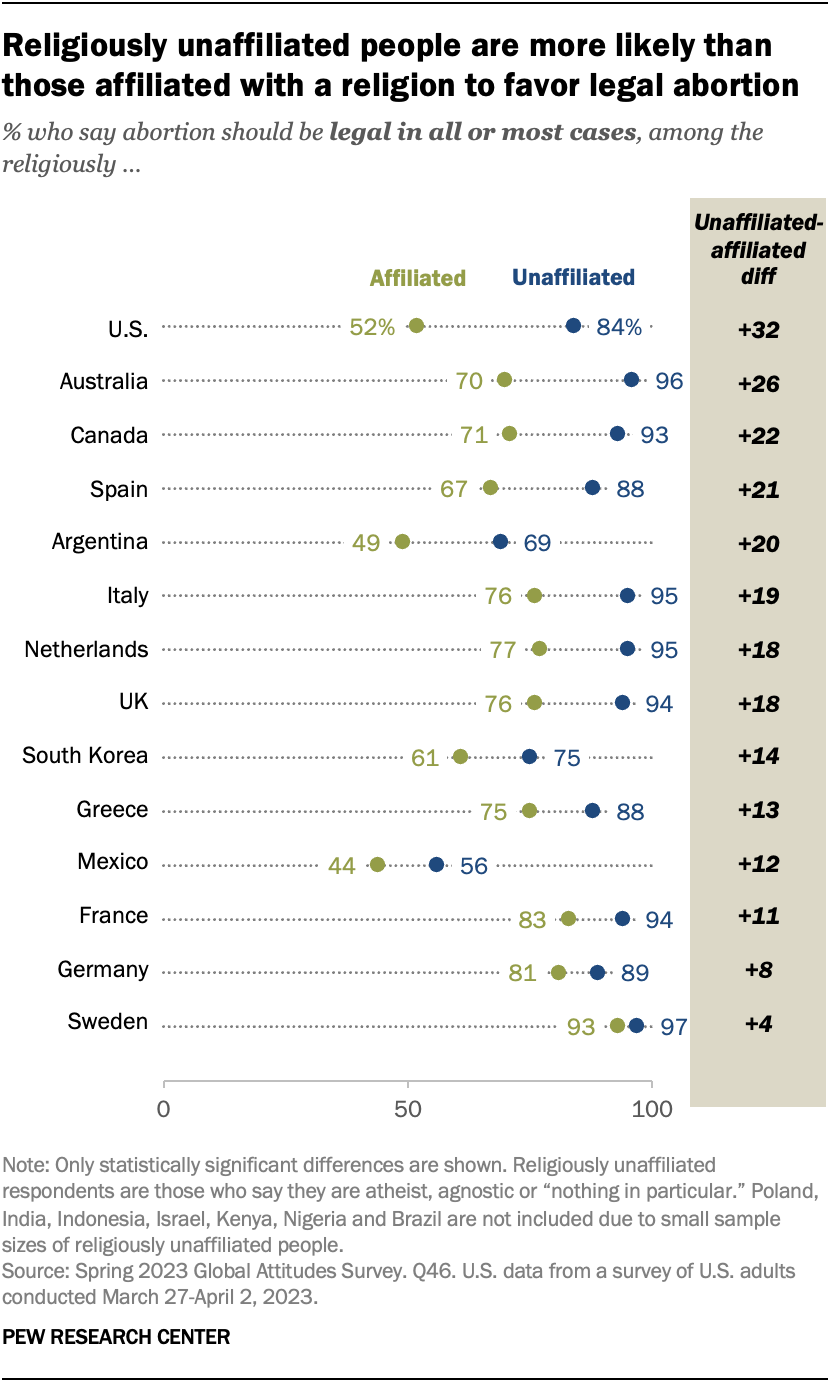 Religiously unaffiliated people are more likely than
those affiliated with a religion to favor legal abortion
% who say abortion should be legal in all or most cases, among the
religiously ...
Unaffiliated-
affiliated
diff
Affiliated Unaffiliated
U.S. 52% 84% +32
Australia 70 96 +26
Canada 71 93 +22
Spain 67 88 +21
Argentina 49 69 +20
Italy 76 95 +19
Netherlands 77 95 +18
UK 76 94 +18
South Korea 61 75 +14
Greece 75 88 +13
Mexico 44 56 +12
France 83 94 +11
Germany 81 89 +8
Sweden 93 97 +4
0 50 100
Note: Only statistically significant differences are shown. Religiously unaffiliated
respondents are those who say they are atheist, agnostic or “nothing in particular.” Poland,
India, Indonesia, Israel, Kenya, Nigeria and Brazil are not included due to small sample
sizes of religiously unaffiliated people.
Source: Spring 2023 Global Attitudes Survey. Q46. U.S. data from a survey of U.S. adults
conducted March 27-April 2, 2023.
PEW RESEARCH CENTER